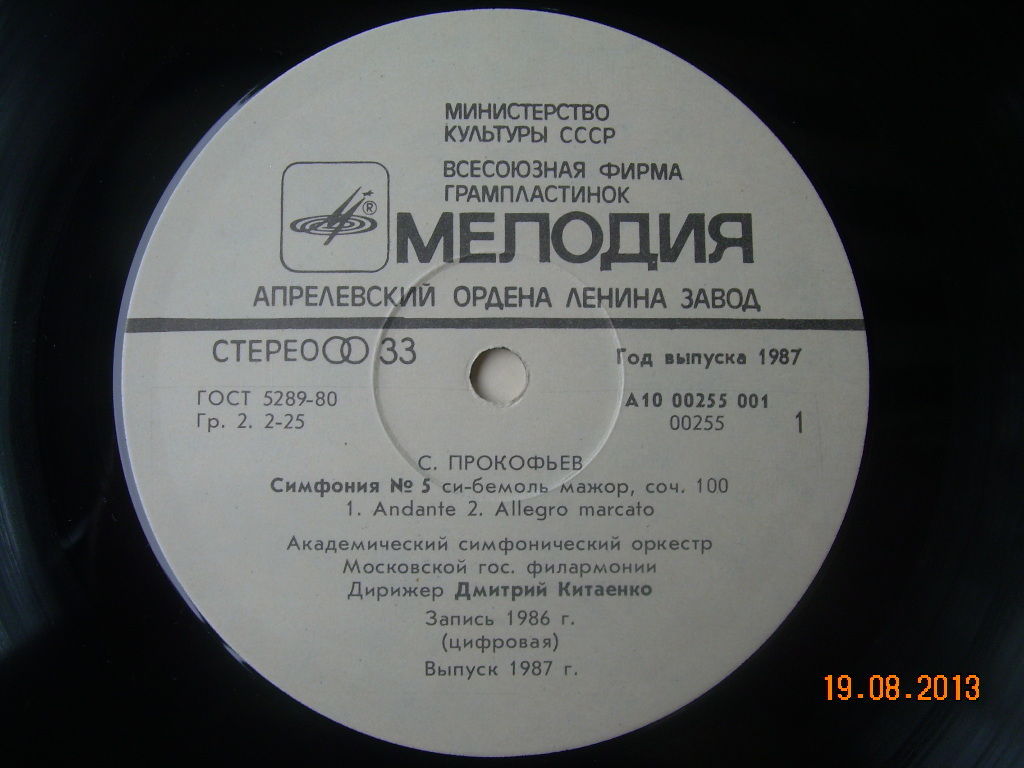 МИНИСТЕРСТВО
КУЛЬТУРЫ СССР
ВСЕСОЮЗНАЯ ФИРМА
ГРАМПЛАСТИНОК
®
МЕЛОДИЯ
АПРЕЛЕВСКИЙ ОРДЕНА ЛЕНИНА ЗАВОД
СТЕРЕО 33
Год выпуска 1987
ГОСТ 5289-80
Гр. 2. 2-25
А10 00255 001
00255
1
С. ПРОКОФЬЕВ
Симфония № 5 си-бемоль мажор, соч. 100
1. Andante 2. Allegro marcato
Академический симфонический оркестр
Московской гос. филармонии
Дирижер Дмитрий Китаенко
Запись 1986 г.
(цифровая)
Выпуск 1987 г.
19.08.2013